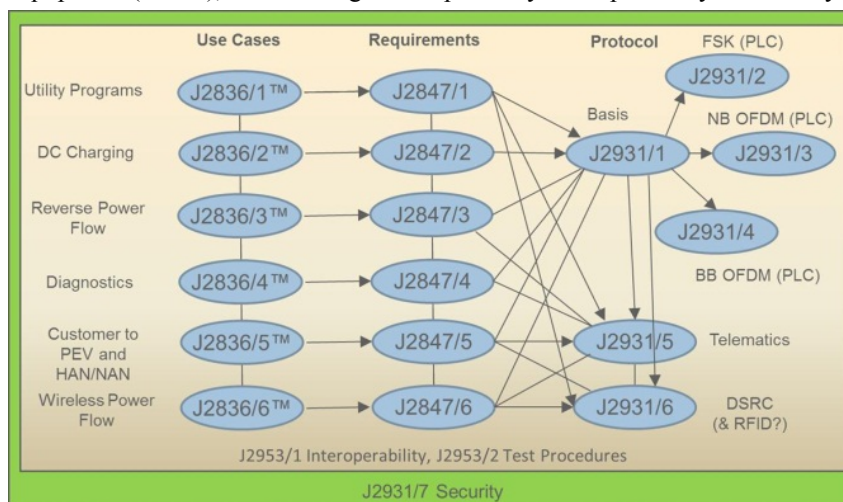 Use Cases Requirements Protocol FSK (PLC)
Utility Programs J2836/1™ J2847/1 J2931/2
Basis NB OFDM (PLC)
DC Charging J2836/2™ J2847/2 J2931/1 J2931/3
Reverse Power
Flow
J2836/3™ J2847/3 J2931/4
Diagnostics J2836/4™ J2847/4 BB OFDM (PLC)
Customer to
PEV and
HAN/NAN
J2836/5™ J2847/5 J2931/5 Telematics
Wireless Power
Flow
J2836/6™ J2847/6 J2931/6 DSRC
(& RFID?)
J2953/1 Interoperability, J2953/2 Test Procedures
J2931/7 Security